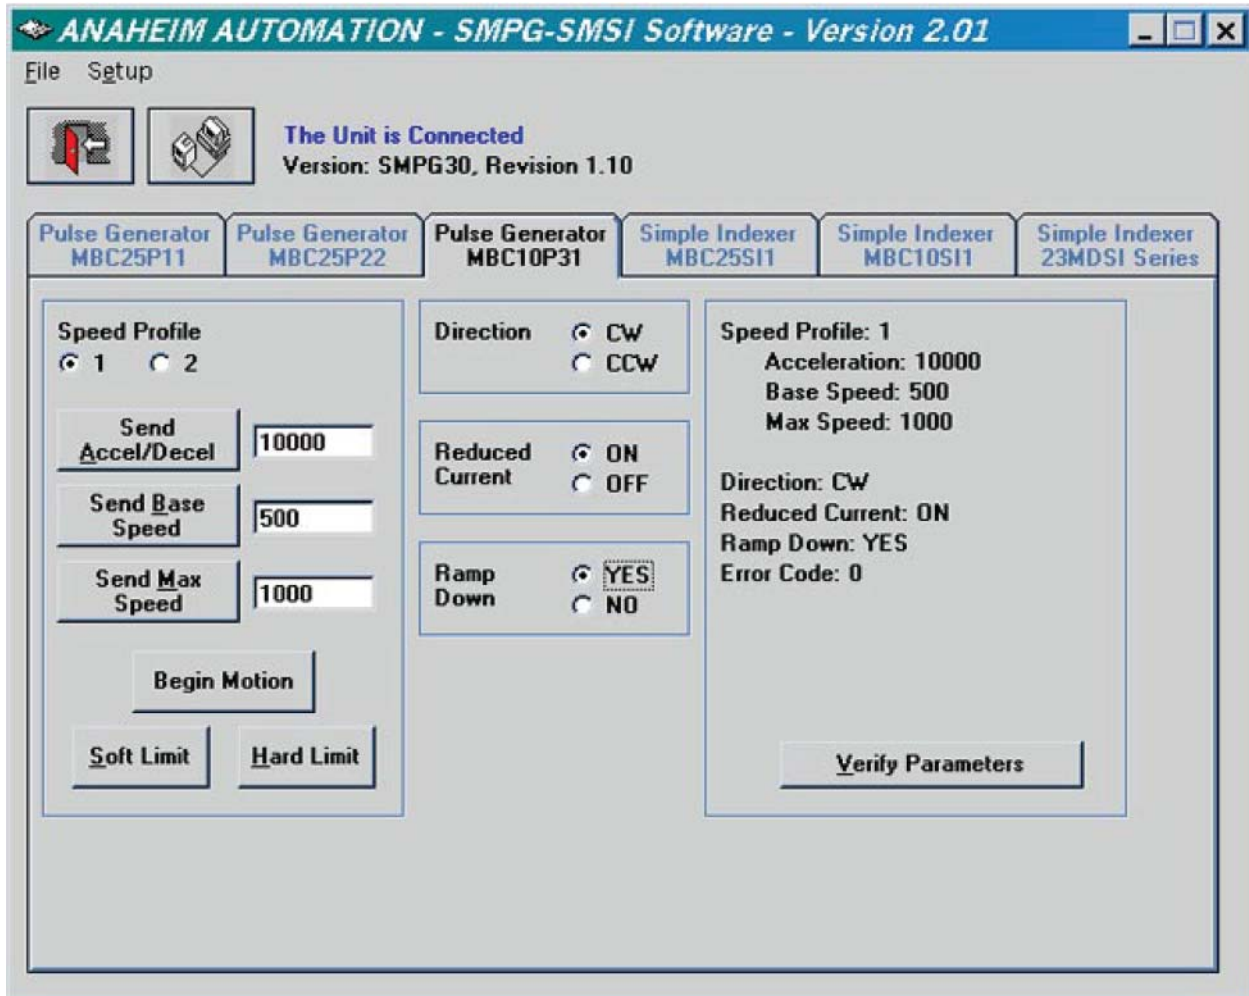 ANAHEIM AUTOMATION - SMPG-SMSI Software - Version 2.01
File Setup
The Unit is Connected
Version: SMPG30, Revision 1.10
Pulse Generator
MBC25P11
Pulse Generator
MBC25P22
Pulse Generator
MBC10P31
Simple Indexer
MBC25SI1
Simple Indexer
MBC10SI1
Simple Indexer
23MDSI Series
Speed Profile
1 2
Send
Accel/Decel
10000
Send Base
Speed
500
Send Max
Speed
1000
Begin Motion
Soft Limit
Hard Limit
Direction
CW
CCW
Reduced
Current
ON
OFF
Ramp
Down
YES
NO
Speed Profile: 1
Acceleration: 10000
Base Speed: 500
Max Speed: 1000
Direction: CW
Reduced Current: ON
Ramp Down: YES
Error Code: 0
Verify Parameters